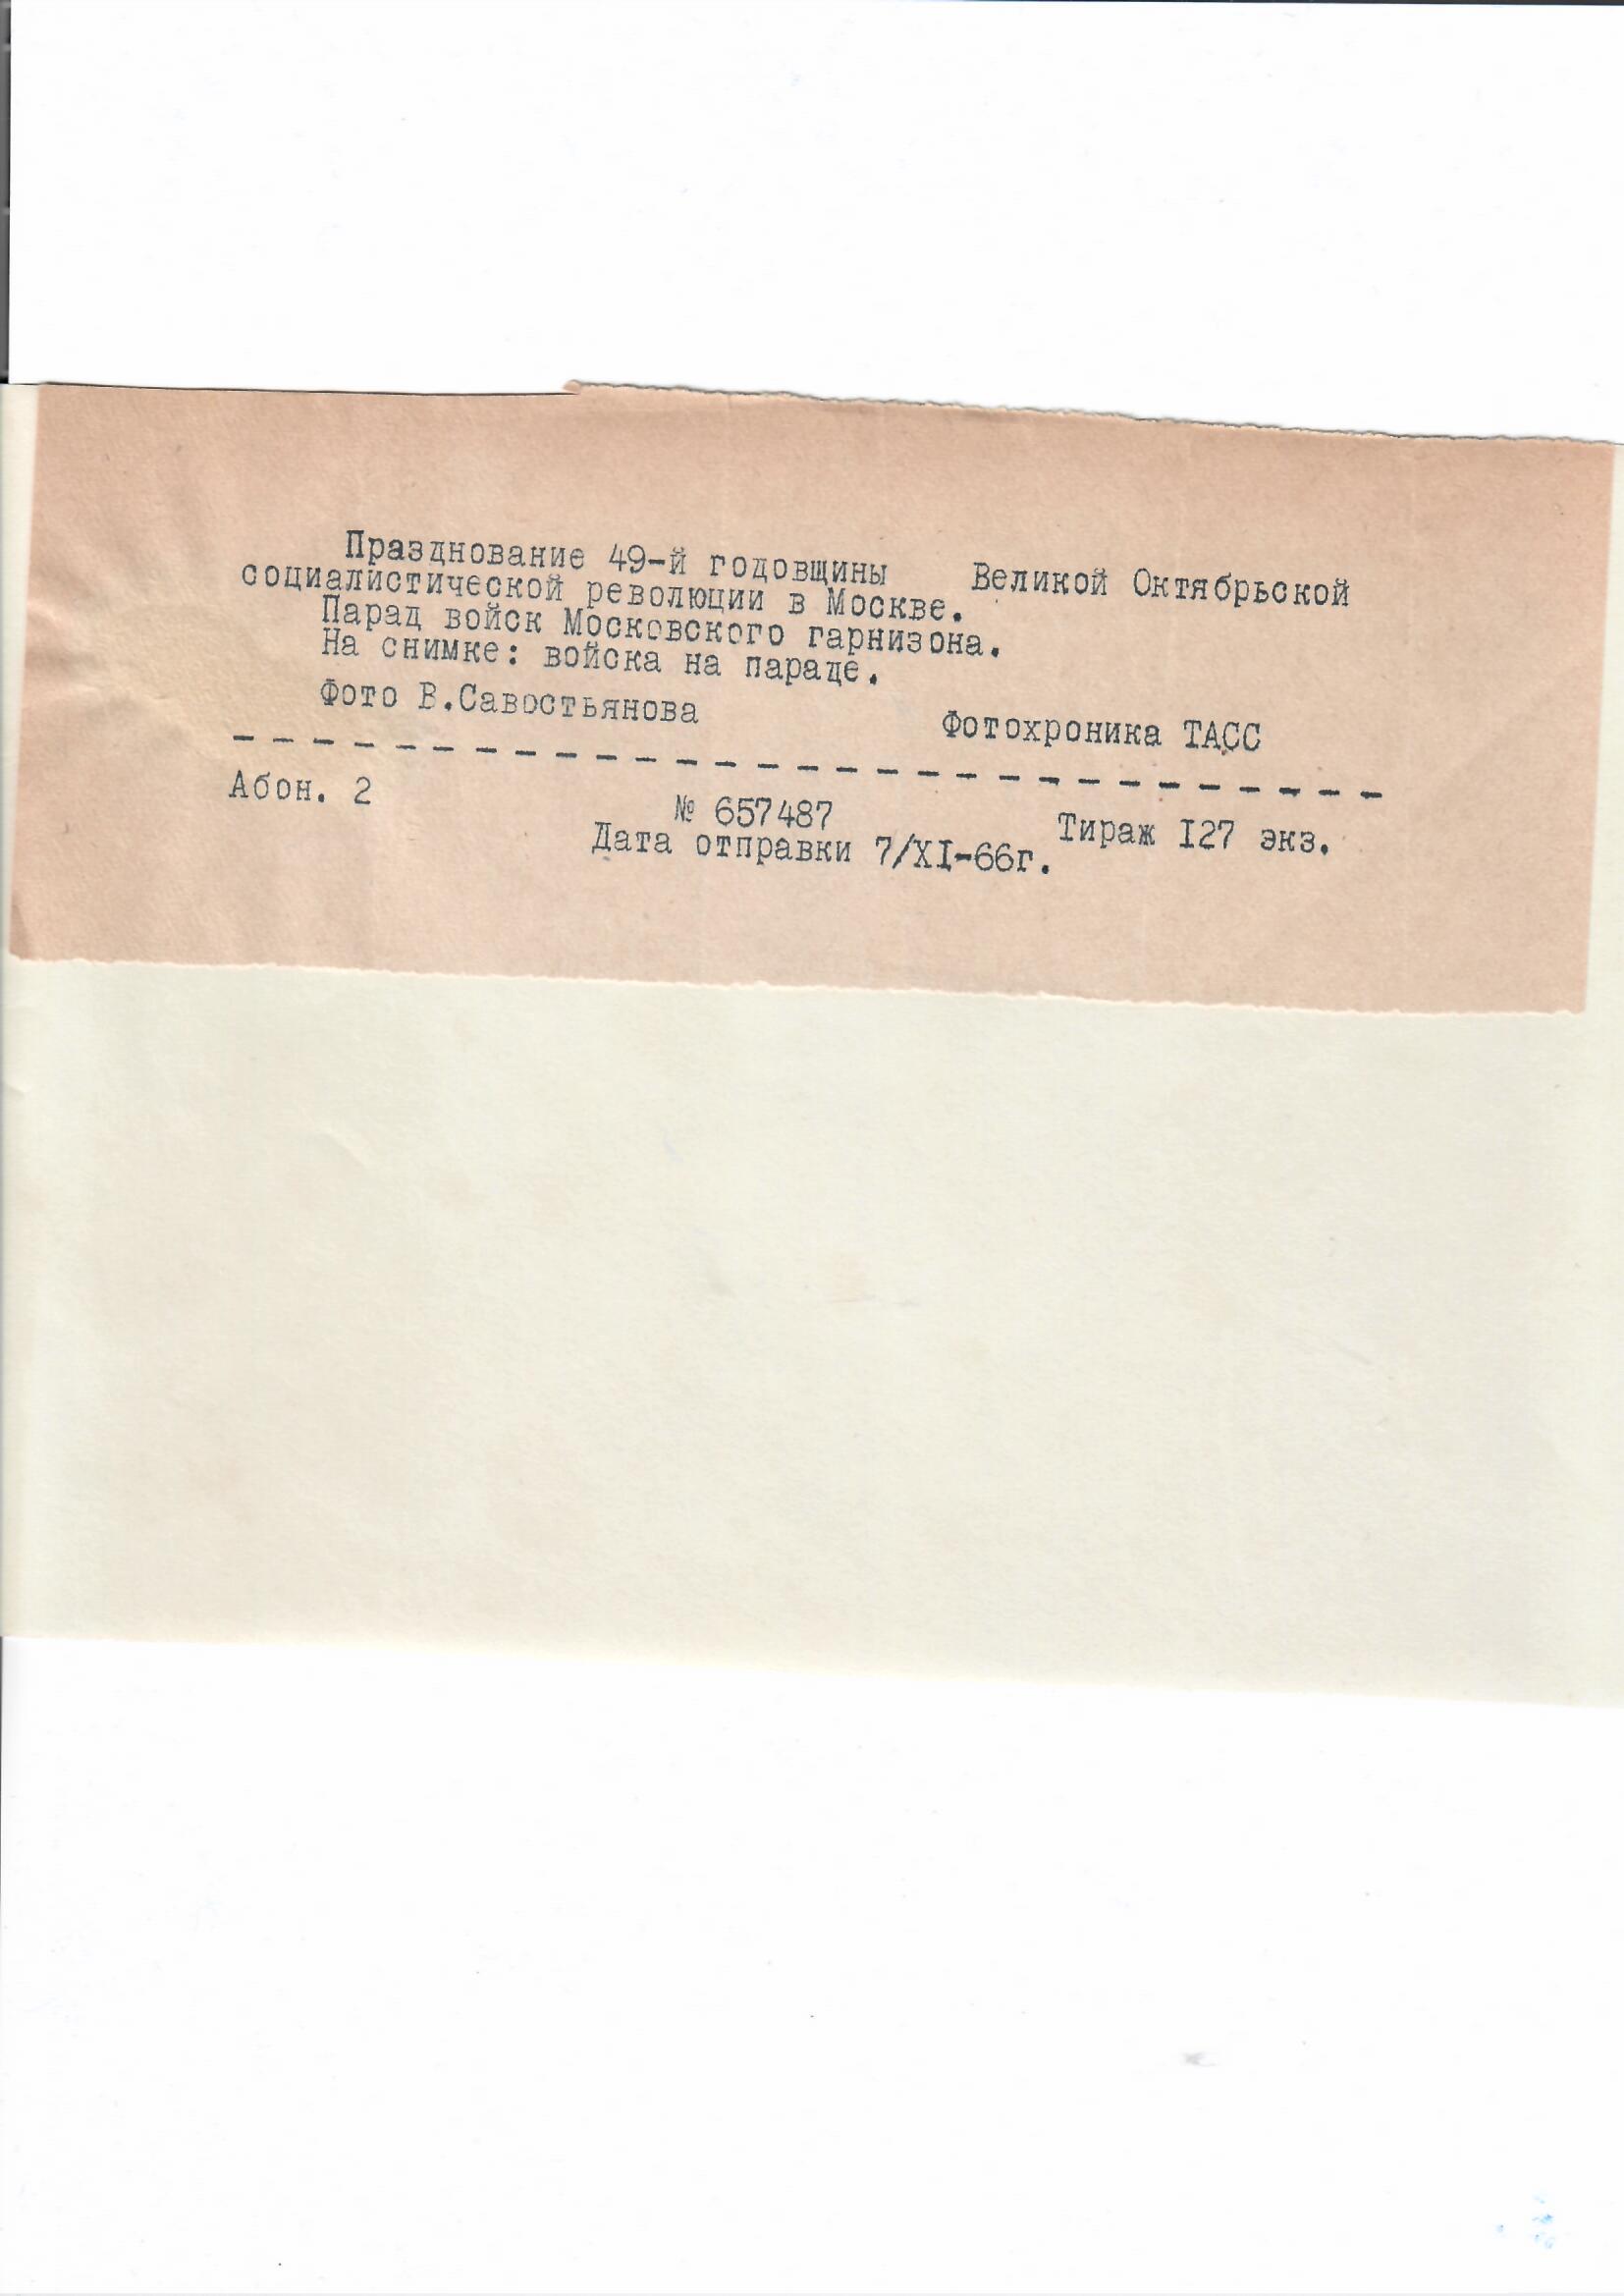 Празднование 49-й годовщины Великой Октябрьской
социалистической революции в Москве.
Парад войск Московского гарнизона.
На снимке: войска на параде.
Фото В.Савостьянова Фотохроника ТАСС
Абон. 2 № 657487 Тираж I27 экз.
Дата отправки 7/XI-66г.